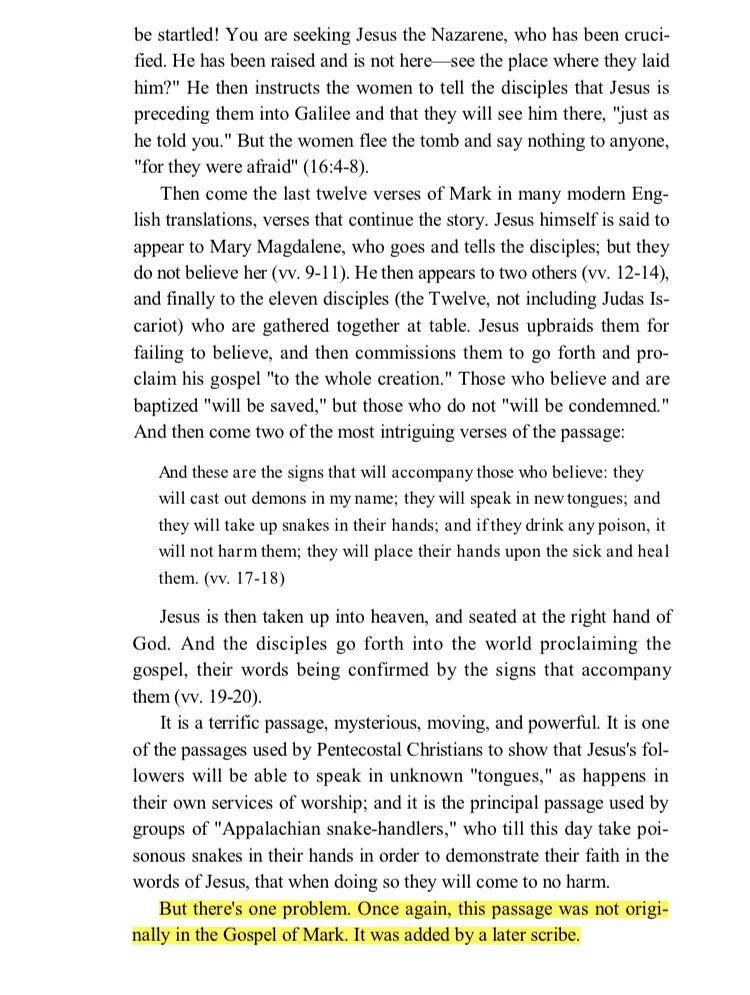 be startled! You are seeking Jesus the Nazarene, who has been cruci-
fied. He has been raised and is not here—see the place where they laid
him?" He then instructs the women to tell the disciples that Jesus is
preceding them into Galilee and that they will see him there, "just as
he told you." But the women flee the tomb and say nothing to anyone,
"for they were afraid" (16:4-8).
Then come the last twelve verses of Mark in many modern Eng-
lish translations, verses that continue the story. Jesus himself is said to
appear to Mary Magdalene, who goes and tells the disciples; but they
do not believe her (vv. 9-11). He then appears to two others (vv. 12-14),
and finally to the eleven disciples (the Twelve, not including Judas Is-
cariot) who are gathered together at table. Jesus upbraids them for
failing to believe, and then commissions them to go forth and pro-
claim his gospel "to the whole creation." Those who believe and are
baptized "will be saved," but those who do not "will be condemned."
And then come two of the most intriguing verses of the passage:
And these are the signs that will accompany those who believe: they
will cast out demons in my name; they will speak in new tongues; and
they will take up snakes in their hands; and if they drink any poison, it
will not harm them; they will place their hands upon the sick and heal
them. (vv. 17-18)
Jesus is then taken up into heaven, and seated at the right hand of
God. And the disciples go forth into the world proclaiming the
gospel, their words being confirmed by the signs that accompany
them (vv. 19-20).
It is a terrific passage, mysterious, moving, and powerful. It is one
of the passages used by Pentecostal Christians to show that Jesus's fol-
lowers will be able to speak in unknown "tongues," as happens in
their own services of worship; and it is the principal passage used by
groups of "Appalachian snake-handlers," who till this day take poi-
sonous snakes in their hands in order to demonstrate their faith in the
words of Jesus, that when doing so they will come to no harm.
But there's one problem. Once again, this passage was not origi-
nally in the Gospel of Mark. It was added by a later scribe.